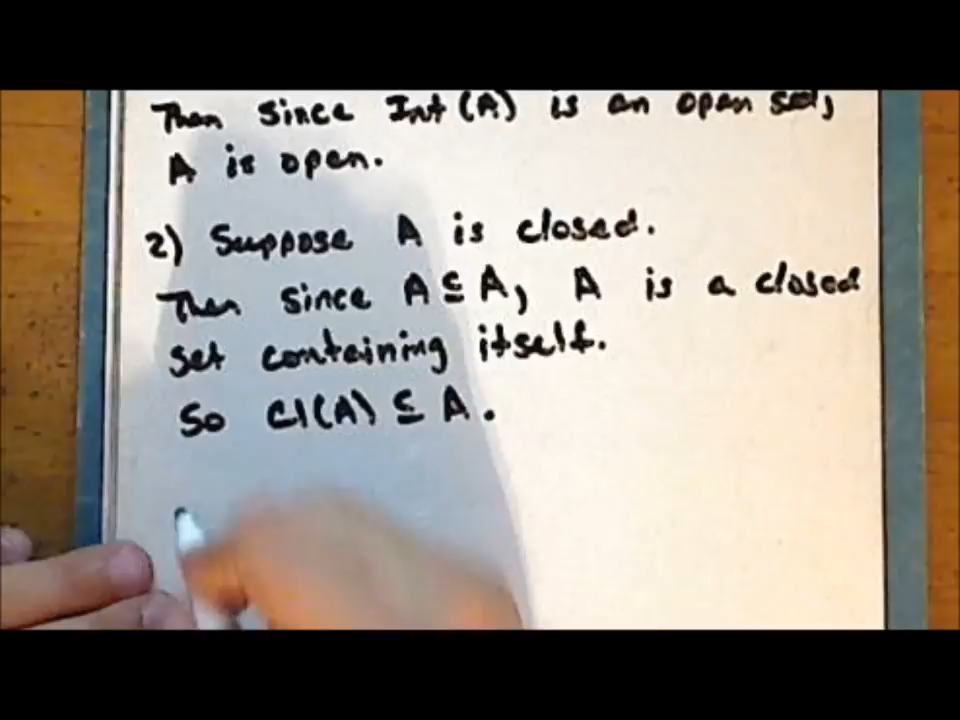 Then since Int(A) is an open set,
A is open.
2) Suppose A is closed.
Then since A ⊆ A, A is a closed
set containing itself.
So Cl(A) ⊆ A.